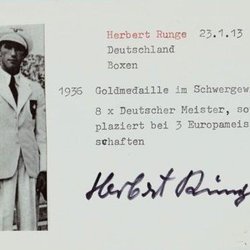 Herbert Runge 23.1.13
Deutschland
Boxen
1936 Goldmedaille im Schwergew
8 x Deutscher Meister, so
plaziert bei 3 Europameis
schaften
Herbert Rung